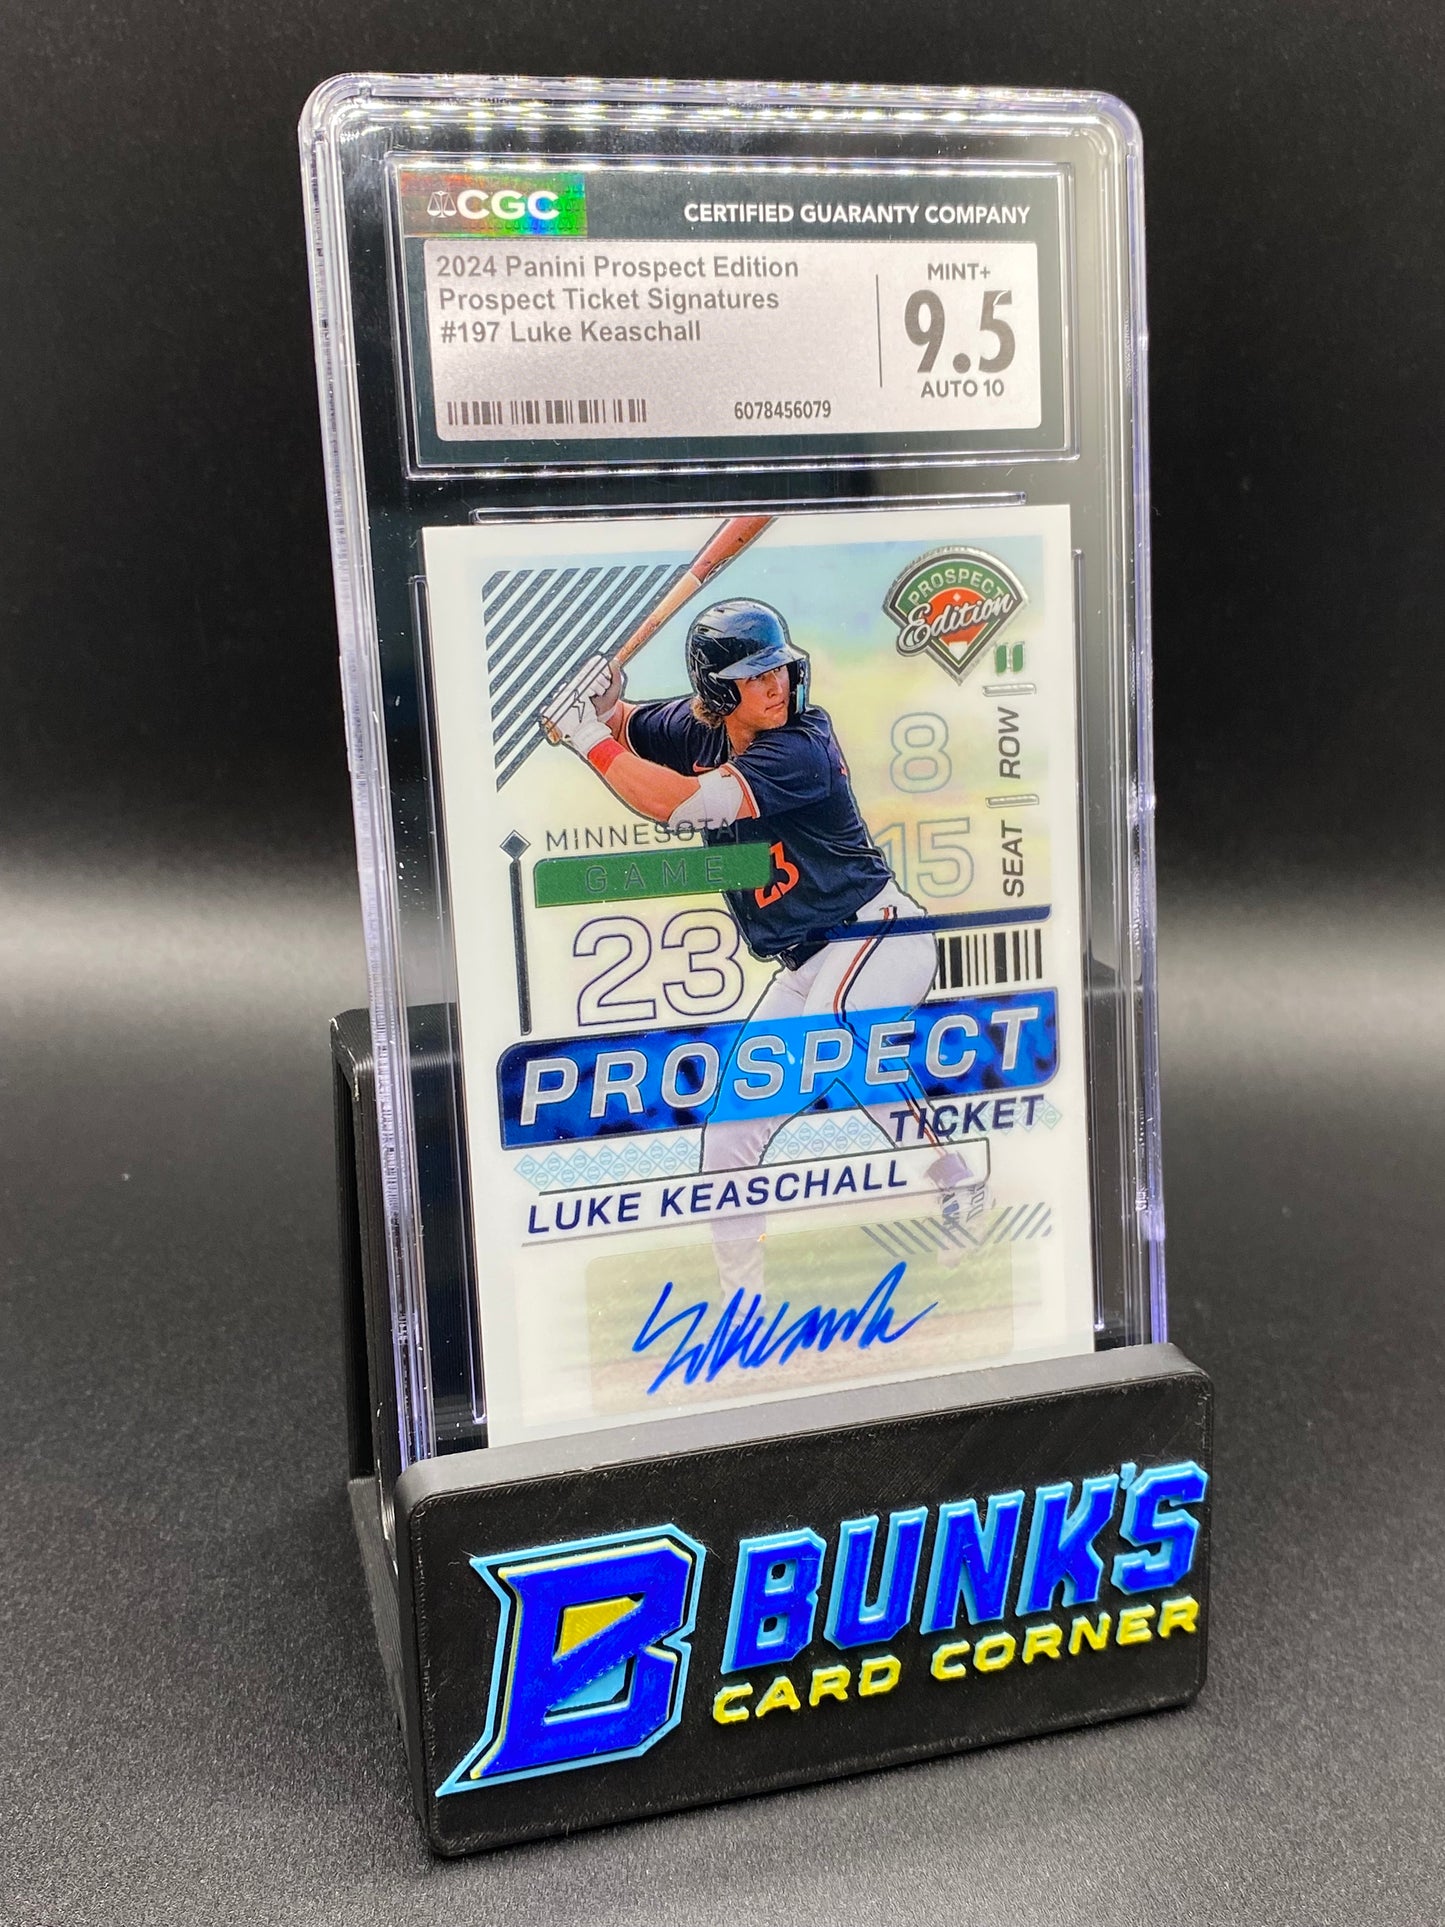 CGC
CERTIFIED GUARANTY COMPANY
2024 Panini Prospect Edition
Prospect Ticket Signatures
#197 Luke Keaschall
MINT+
9.5
AUTO 10
6078456079
PROSPECT
Edition
8
ROW
15
SEAT
MINNESOTA
GAME
23
23
PROSPECT
TICKET
LUKE KEASCHALL
B BUNK'S
CARD CORNER